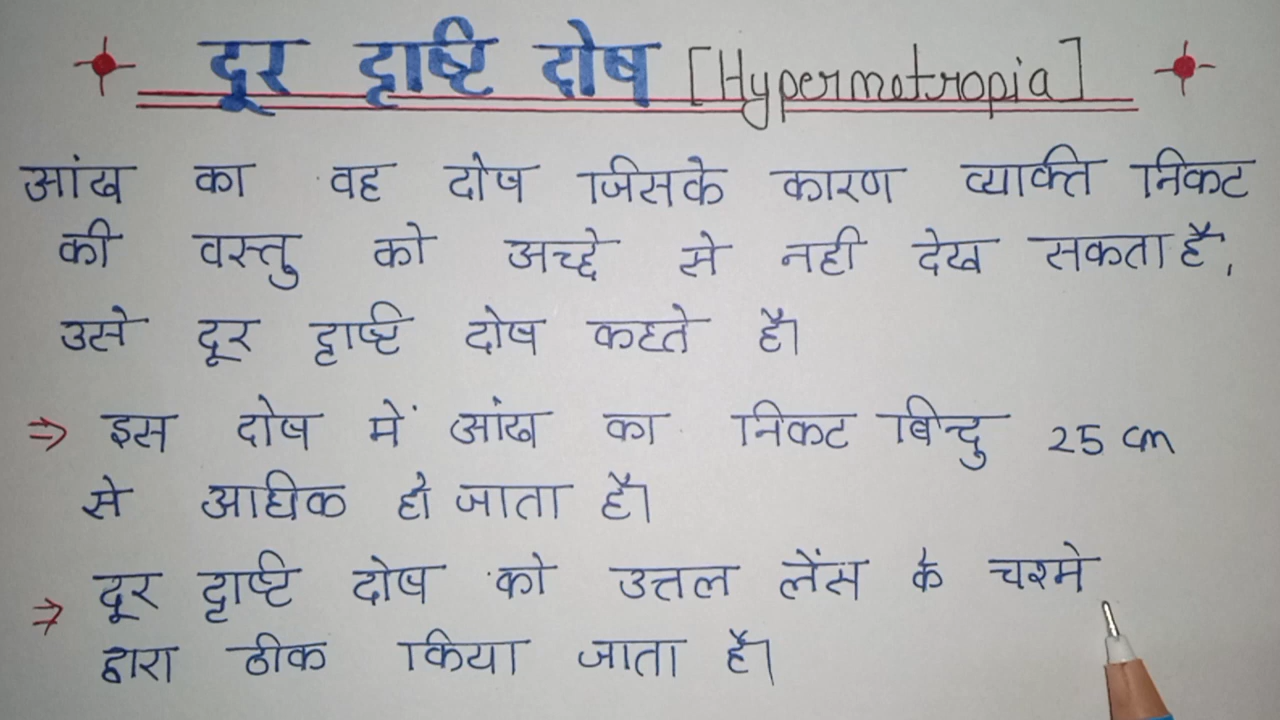 दूर दृष्टि दोष [Hypermetropia]
आंख का वह दोष जिसके कारण व्यक्ति निकट
की वस्तु को अच्छे से नही देख सकता है,
उसे दूर दृष्टि दोष कहते है।
⇒ इस दोष में आंख का निकट बिन्दु 25 cm
से अधिक हो जाता है।
⇒ दूर दृष्टि दोष को उत्तल लेंस के चश्मे
द्वारा ठीक किया जाता है।